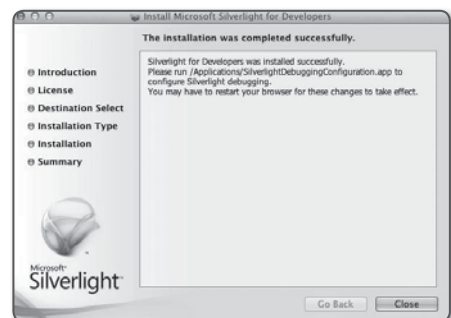 Install Microsoft Silverlight for Developers
The installation was completed successfully.
Introduction
License
Destination Select
Installation Type
Installation
Summary
Silverlight for Developers was installed successfully.
Please run /Applications/SilverlightDebuggingConfiguration.app to
configure Silverlight debugging.
You may have to restart your browser for these changes to take effect.
Microsoft®
Silverlight™
Go Back
Close